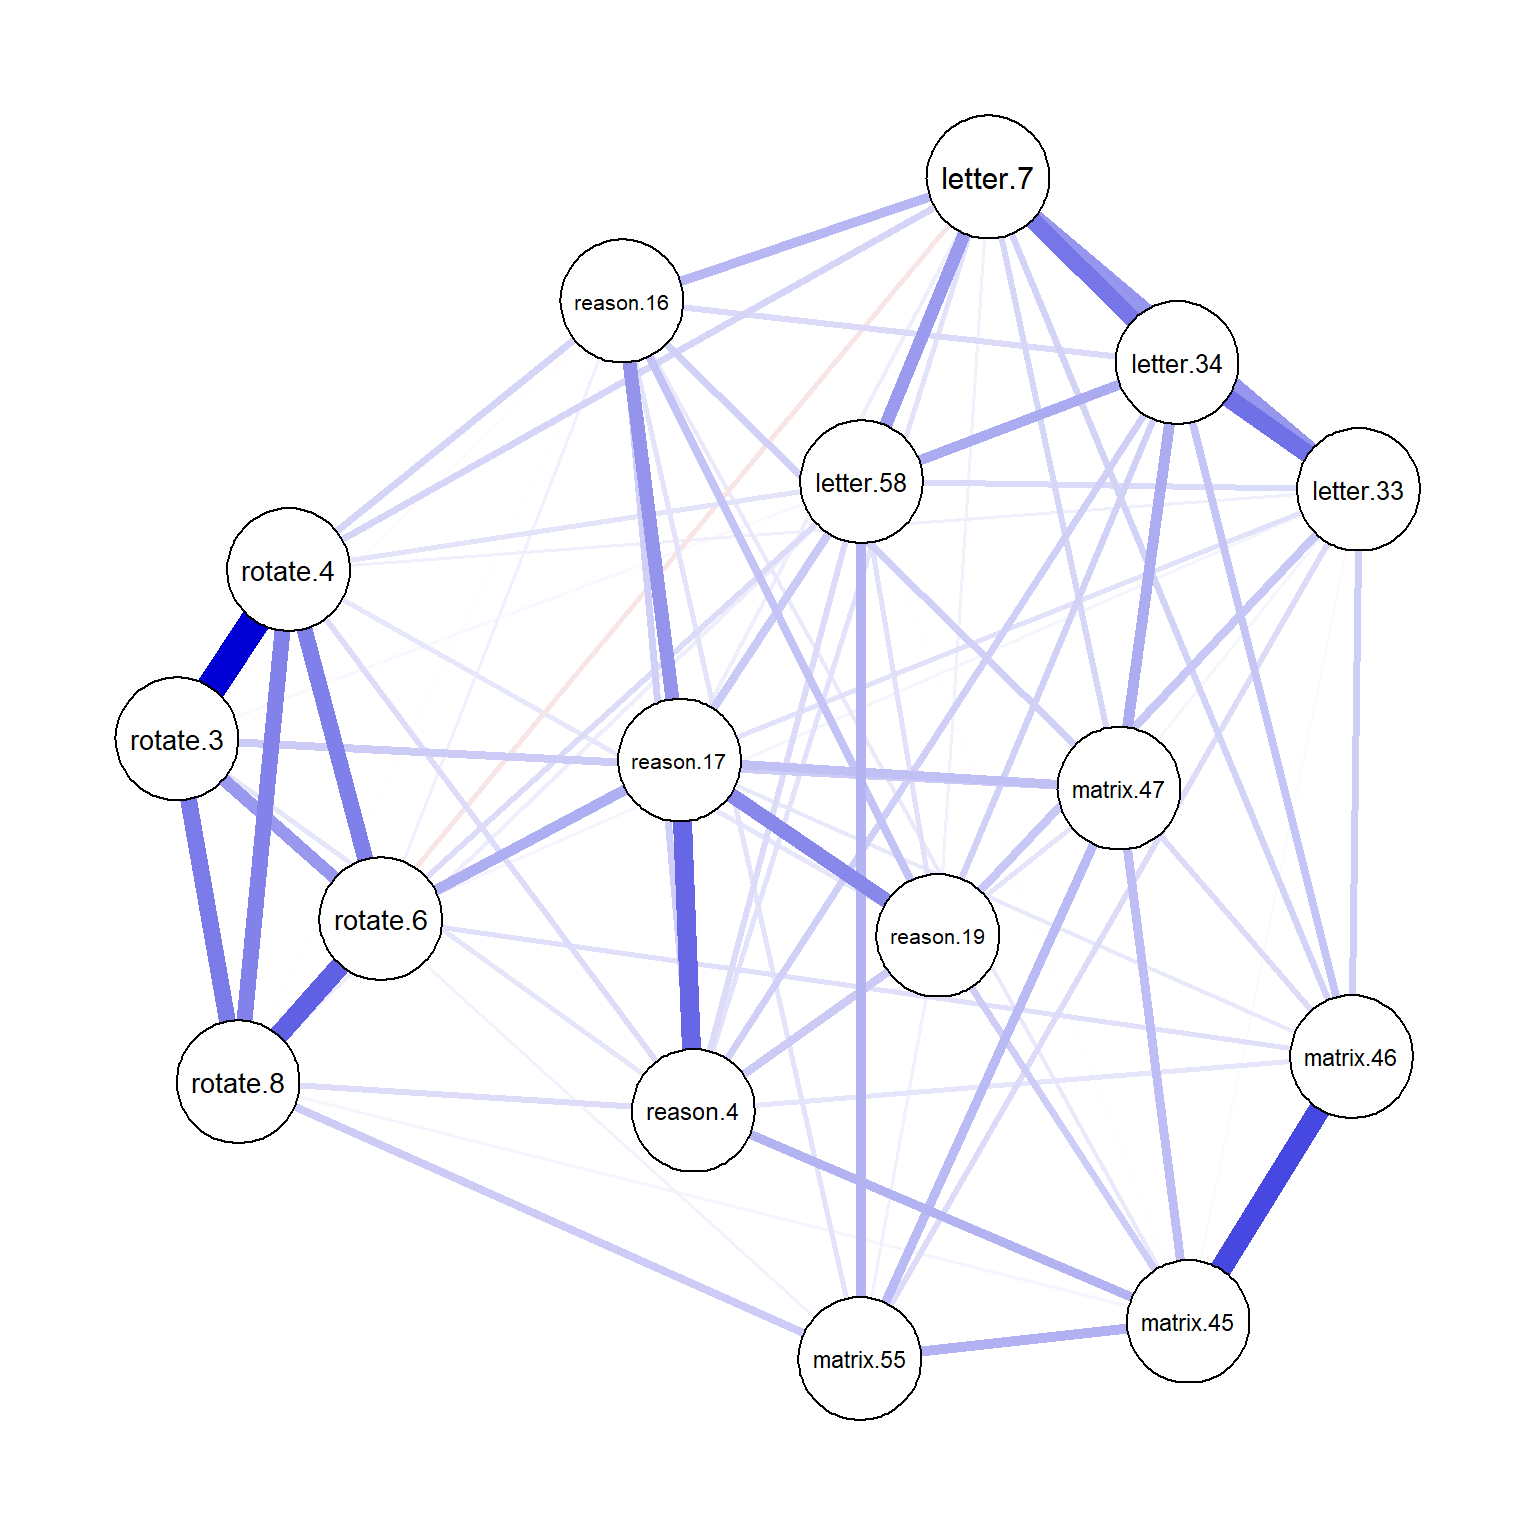 letter.7
reason.16
letter.34
letter.58
letter.33
rotate.4
rotate.3
reason.17
matrix.47
rotate.6
reason.19
matrix.46
rotate.8
reason.4
matrix.45
matrix.55